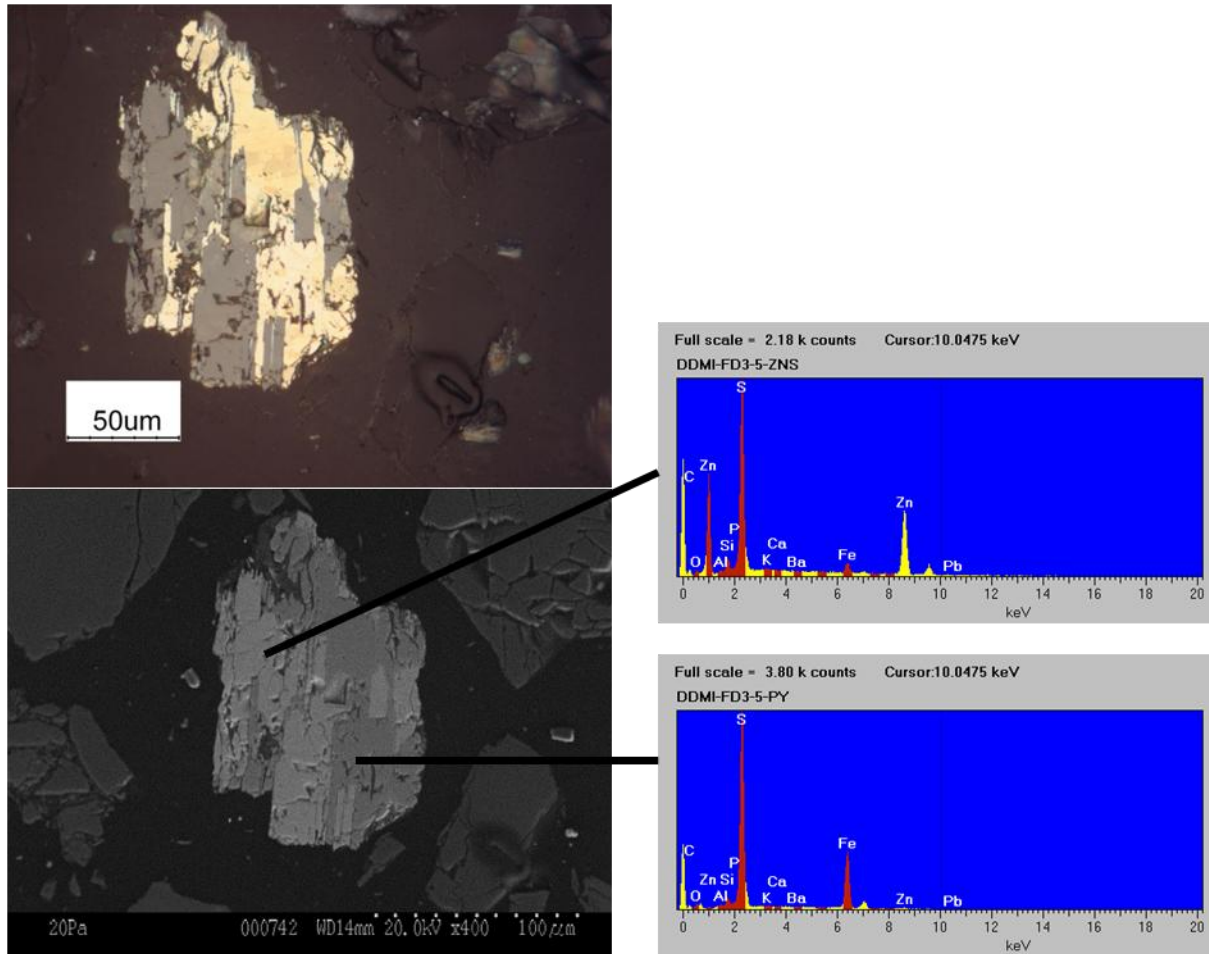 50um
20Pa 000742 WD14mm 20.0kV x400 100μm
Full scale = 2.18 k counts Cursor:10.0475 keV
DDMI-FD3-5-ZNS
S
C Zn Zn
P
Si Ca Fe
O Al K Ba Pb
0 2 4 6 8 10 12 14 16 18 20
keV
Full scale = 3.80 k counts Cursor:10.0475 keV
DDMI-FD3-5-PY
S
Fe
C P
Zn Si Ca
O Al K Ba Zn Pb
0 2 4 6 8 10 12 14 16 18 20
keV